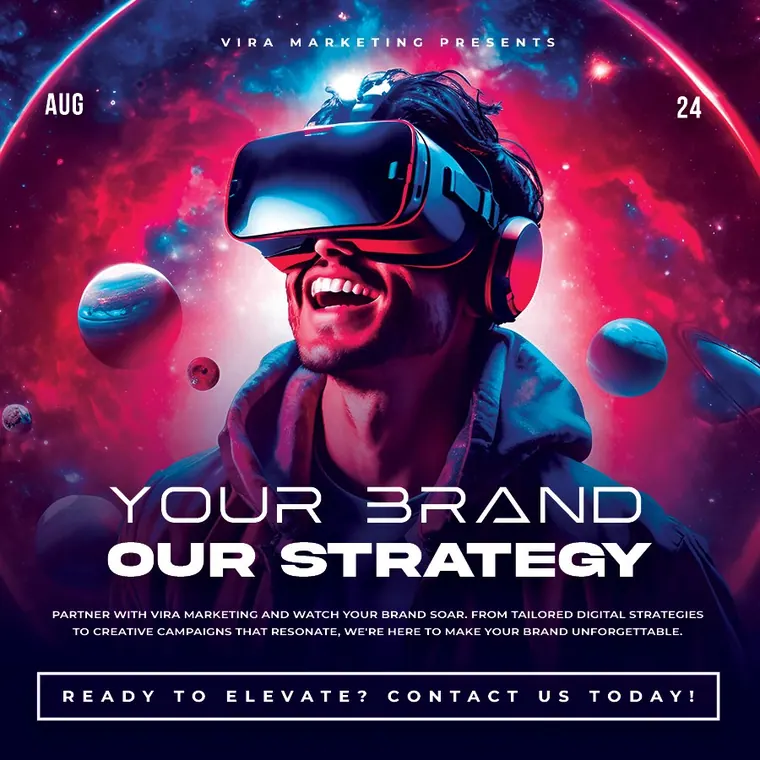 VIRA MARKETING PRESENTS
AUG
24
YOUR BRAND
OUR STRATEGY
PARTNER WITH VIRA MARKETING AND WATCH YOUR BRAND SOAR. FROM TAILORED DIGITAL STRATEGIES
TO CREATIVE CAMPAIGNS THAT RESONATE, WE'RE HERE TO MAKE YOUR BRAND UNFORGETTABLE.
READY TO ELEVATE? CONTACT US TODAY!